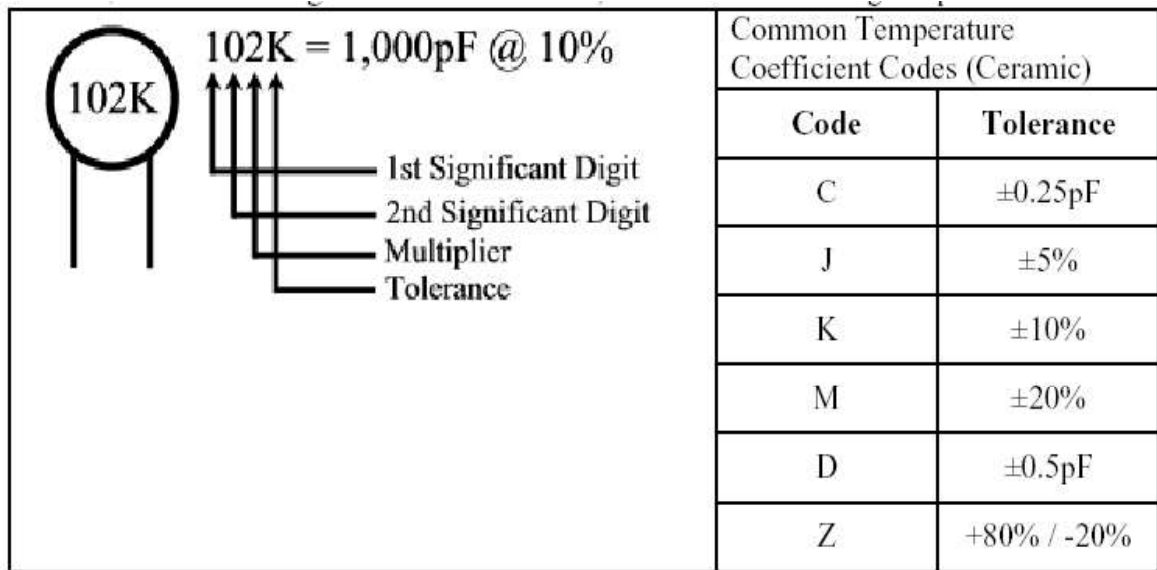 102K
102K = 1,000pF @ 10%
1st Significant Digit
2nd Significant Digit
Multiplier
Tolerance
Common Temperature
Coefficient Codes (Ceramic)
Code Tolerance
C ±0.25pF
J ±5%
K ±10%
M ±20%
D ±0.5pF
Z +80% / -20%